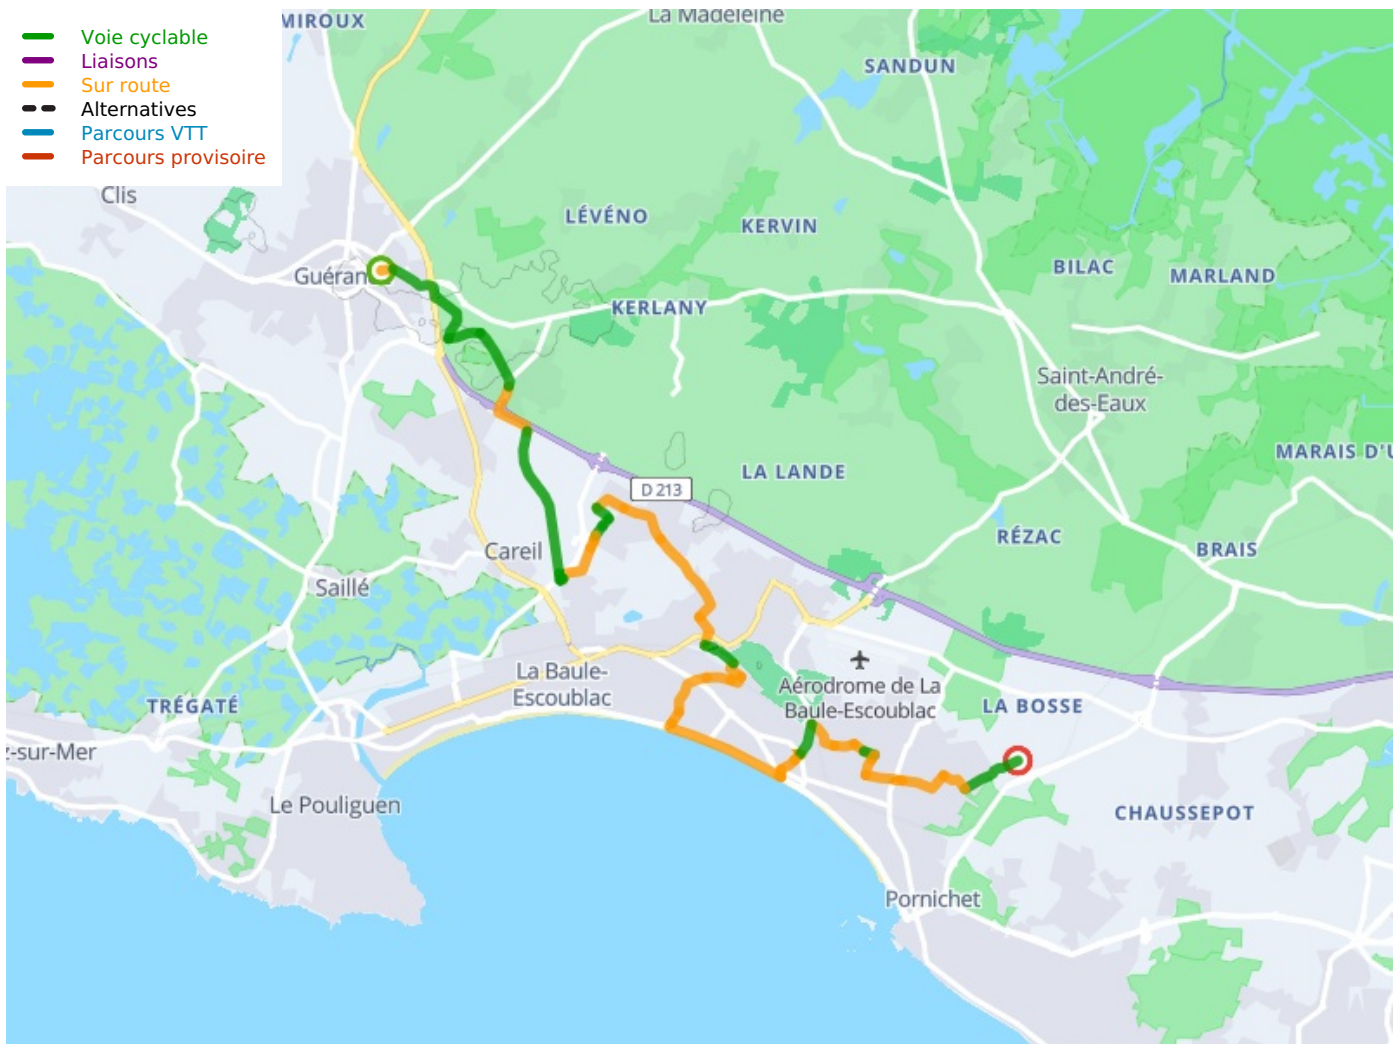 MIROUX
La Madeleine
Voie cyclable
Liaisons
Sur route
Alternatives
Parcours VTT
Parcours provisoire
SANDUN
Clis
LÉVÉNO
KERVIN
Guéran
BILAC
MARLAND
KERLANY
Saint-André-
des-Eaux
MARAIS D'U
LA LANDE
D 213
RÉZAC
BRAIS
Careil
Saillé
La Baule-
Escoublac
Aérodrome de La
Baule-Escoublac
TRÉGATÉ
LA BOSSE
z-sur-Mer
Le Pouliguen
CHAUSSEPOT
Pornichet